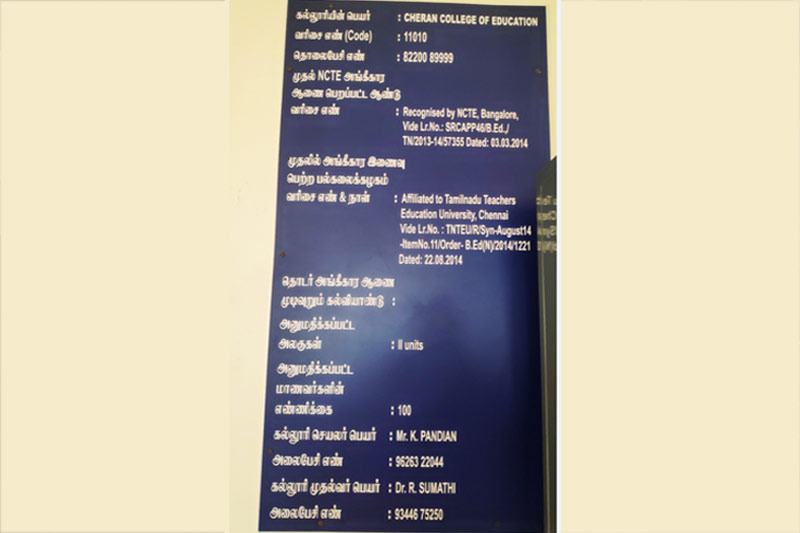 கல்லூரியின் பெயர் : CHERAN COLLEGE OF EDUCATION
வரிசை எண் (Code) : 11010
தொலைபேசி எண் : 82200 89999
முதல் NCTE அங்கீகார
ஆணை பெறப்பட்ட ஆண்டு
வரிசை எண் : Recognised by NCTE, Bangalore,
Vide Lr.No.: SRCAPP46/B.Ed./
TN/2013-14/57355 Dated: 03.03.2014
முதலில் அங்கீகார இணைவு
பெற்ற பல்கலைக்கழகம்
வரிசை எண் & நாள் : Affiliated to Tamilnadu Teachers
Education University, Chennai
Vide Lr.No. : TNTEU/R/Syn-August14
-ItemNo.11/Order- B.Ed(N)/2014/1221
Dated: 22.08.2014
தொடர் அங்கீகார ஆணை
முடிவுறும் கல்வியாண்டு :
அனுமதிக்கப்பட்ட
அலகுகள் : II units
அனுமதிக்கப்பட்ட
மாணவர்களின்
எண்ணிக்கை : 100
கல்லூரி செயலர் பெயர் : Mr. K. PANDIAN
அலைபேசி எண் : 96263 22044
கல்லூரி முதல்வர் பெயர் : Dr. R. SUMATHI
அலைபேசி எண் : 93446 75250